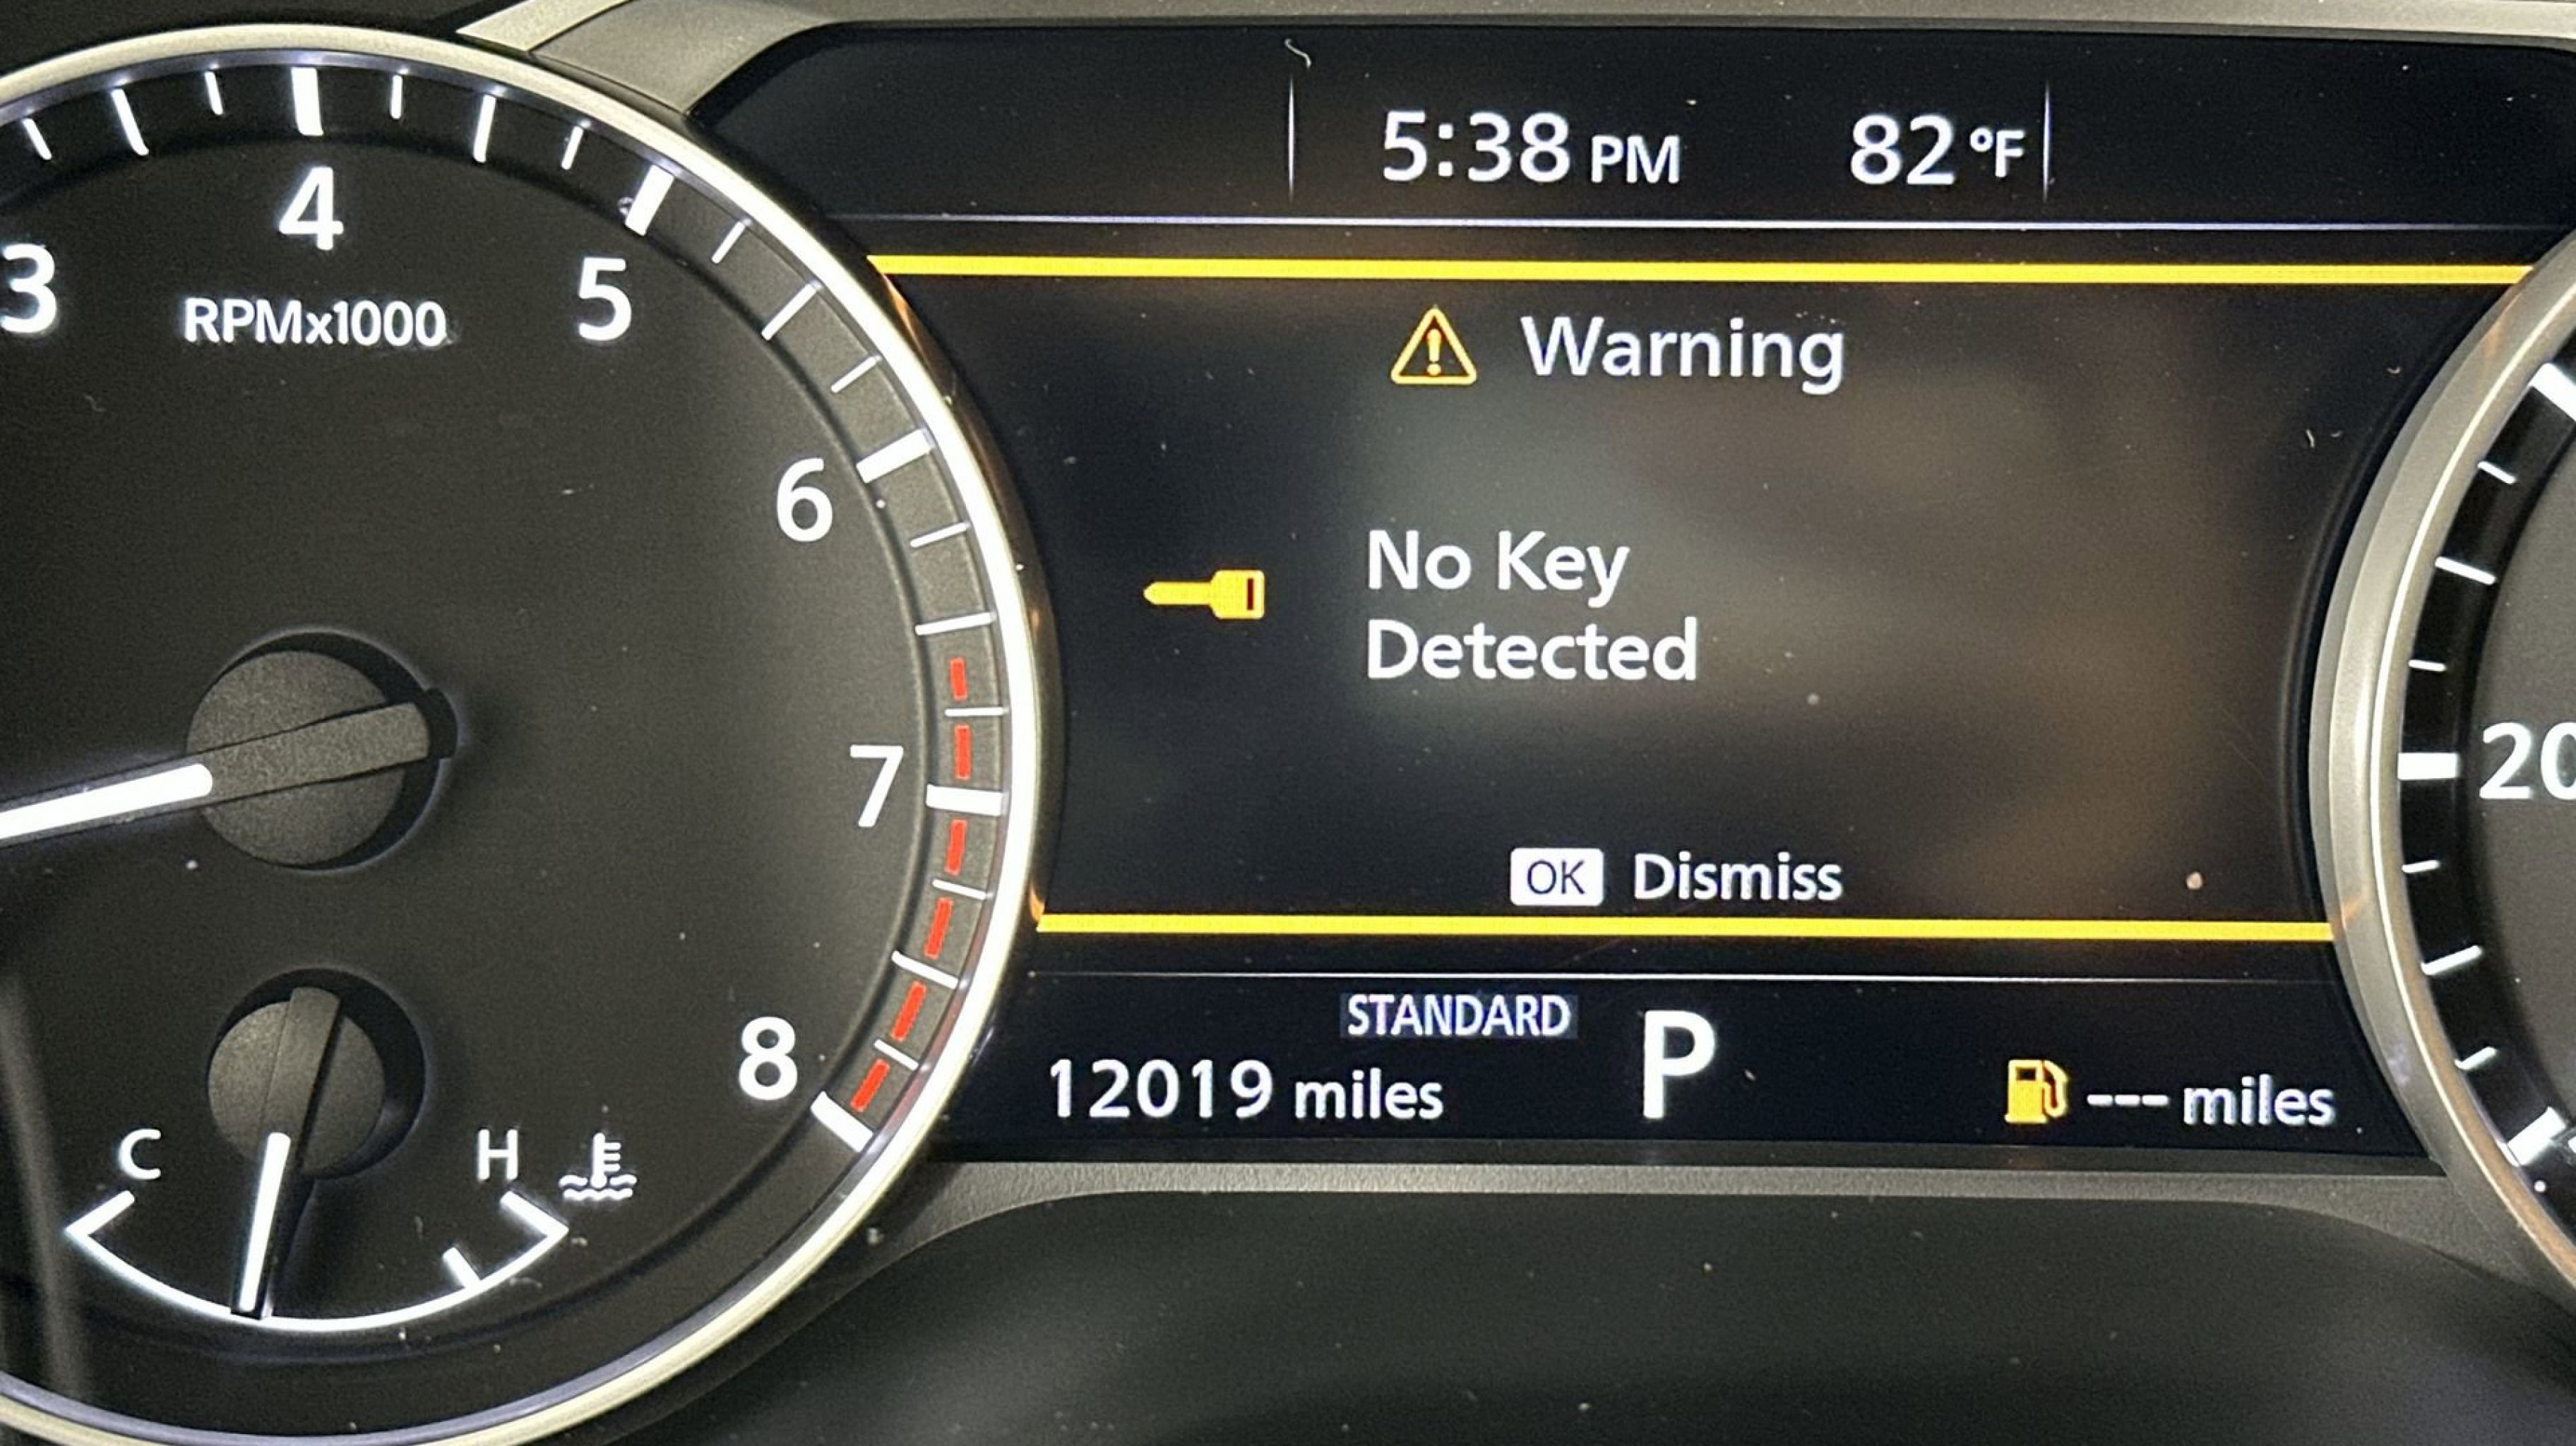 5:38 PM 82 °F
Warning
No Key
Detected
OK Dismiss
STANDARD
12019 miles P --- miles
3 4 5 6 7 8
RPMx1000
C H
20